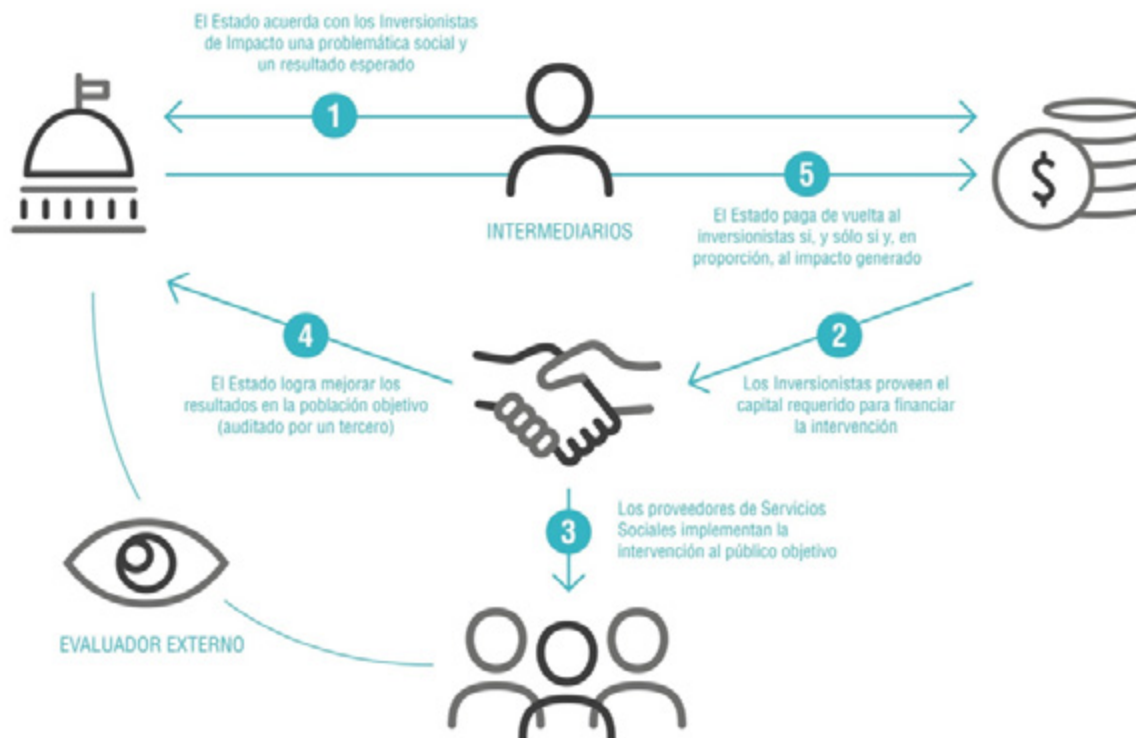 El Estado acuerda con los Inversionistas
de Impacto una problemática social y
un resultado esperado
1
5
INTERMEDIARIOS
$
El Estado paga de vuelta al
inversionistas si, y sólo si y, en
proporción, al impacto generado
4
2
El Estado logra mejorar los
resultados en la población objetivo
(auditado por un tercero)
Los Inversionistas proveen el
capital requerido para financiar
la intervención
3
Los proveedores de Servicios
Sociales implementan la
intervención al público objetivo
EVALUADOR EXTERNO